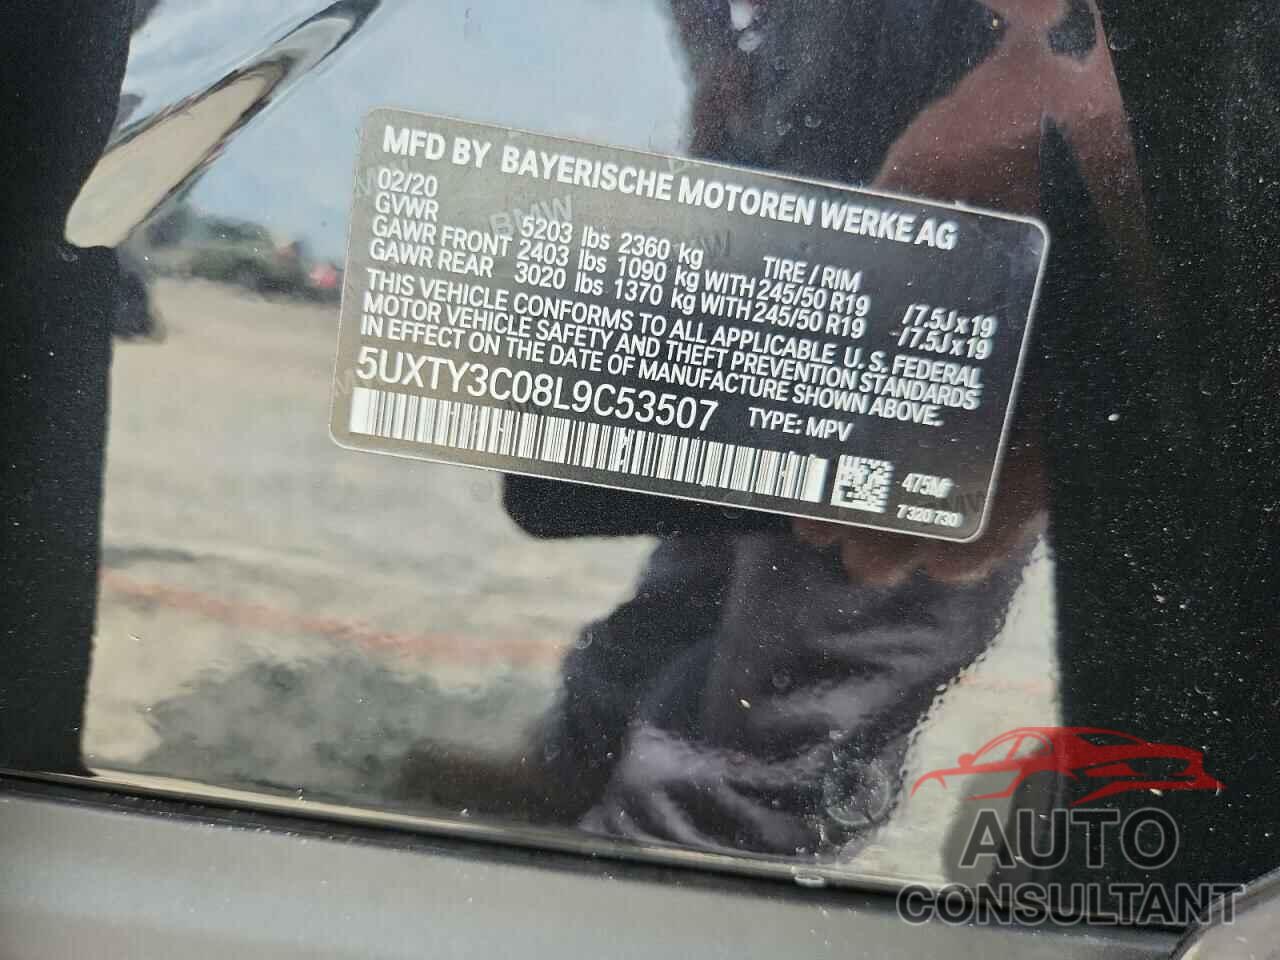 MFD BY BAYERISCHE MOTOREN WERKE AG
02/20
GVWR 5203 lbs 2360 kg TIRE / RIM
GAWR FRONT 2403 lbs 1090 kg WITH 245/50 R19 / 7.5J x 19
GAWR REAR 3020 lbs 1370 kg WITH 245/50 R19 / 7.5J x 19
THIS VEHICLE CONFORMS TO ALL APPLICABLE U. S. FEDERAL
MOTOR VEHICLE SAFETY AND THEFT PREVENTION STANDARDS
IN EFFECT ON THE DATE OF MANUFACTURE SHOWN ABOVE.
5UXTY3C08L9C53507 TYPE: MPV
7 320 730
AUTO
CONSULTANT